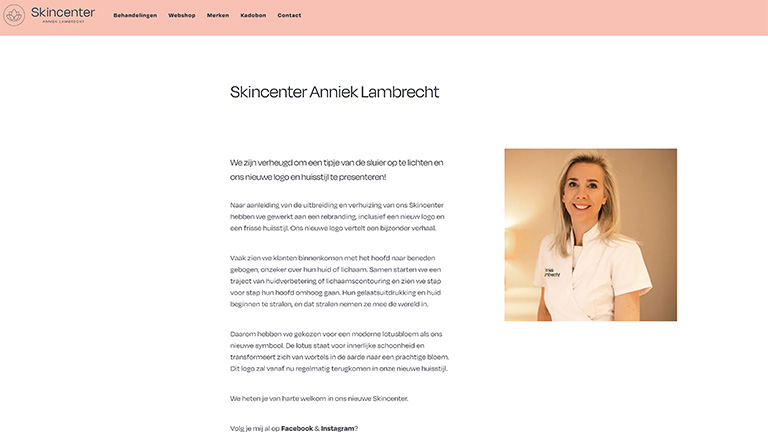 Skincenter
ANNIEK LAMBRECHT
Behandelingen Webshop Merken Kadobon Contact
Skincenter Anniek Lambrecht
We zijn verheugd om een tipje van de sluier op te lichten en
ons nieuwe logo en huisstijl te presenteren!
Naar aanleiding van de uitbreiding en verhuizing van ons Skincenter
hebben we gewerkt aan een rebranding, inclusief een nieuw logo en
een frisse huisstijl. Ons nieuwe logo vertelt een bijzonder verhaal.
Vaak zien we klanten binnenkomen met het hoofd naar beneden
gebogen, onzeker over hun huid of lichaam. Samen starten we een
traject van huidverbetering of lichaamscontouring en zien we stap
voor stap hun hoofd omhoog gaan. Hun gelaatsuitdrukking en huid
beginnen te stralen, en dat stralen nemen ze mee de wereld in.
Daarom hebben we gekozen voor een moderne lotusbloem als ons
nieuwe symbool. De lotus staat voor innerlijke schoonheid en
transformeert zich van wortels in de aarde naar een prachtige bloem.
Dit logo zal vanaf nu regelmatig terugkomen in onze nieuwe huisstijl.
We heten je van harte welkom in ons nieuwe Skincenter.
Volg je mij al op Facebook & Instagram?